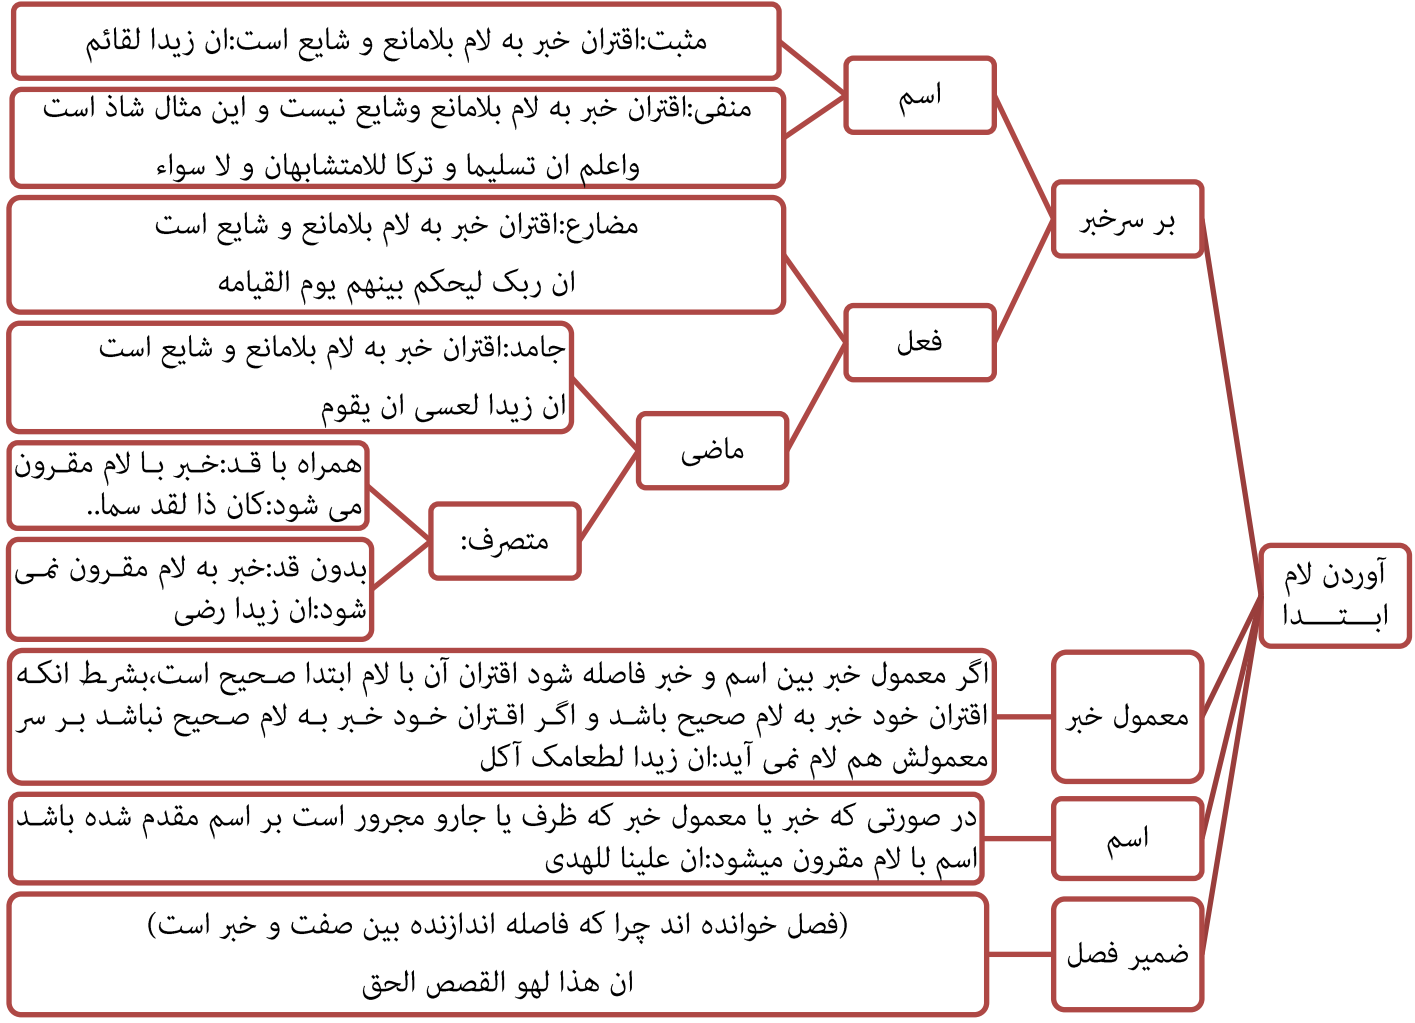 آوردن لام
ابتدا
بر سرخبر
اسم
مثبت:اقتران خبر به لام بلامانع و شایع است:ان زیدا لقائم
منفی:اقتران خبر به لام بلامانع وشایع نیست و این مثال شاذ است
واعلم ان تسلیما و ترکا للامتشابهان و لا سواء
فعل
مضارع:اقتران خبر به لام بلامانع و شایع است
ان ربک لیحکم بینهم یوم القیامه
ماضی
جامد:اقتران خبر به لام بلامانع و شایع است
ان زیدا لعسی ان یقوم
متصرف:
همراه با قد:خبر با لام مقرون
می شود:کان ذا لقد سما..
بدون قد:خبر به لام مقرون نمی
شود:ان زیدا رضی
معمول خبر
اگر معمول خبر بین اسم و خبر فاصله شود اقتران آن با لام ابتدا صحیح است،بشرط انکه
اقتران خود خبر به لام صحیح باشد و اگر اقتران خود خبر به لام صحیح نباشد بر سر
معمولش هم لام نمی آید:ان زیدا لطعامک آکل
اسم
در صورتی که خبر یا معمول خبر که ظرف یا جارو مجرور است بر اسم مقدم شده باشد
اسم با لام مقرون میشود:ان علینا للهدی
ضمیر فصل
(فصل خوانده اند چرا که فاصله اندازنده بین صفت و خبر است)
ان هذا لهو القصص الحق